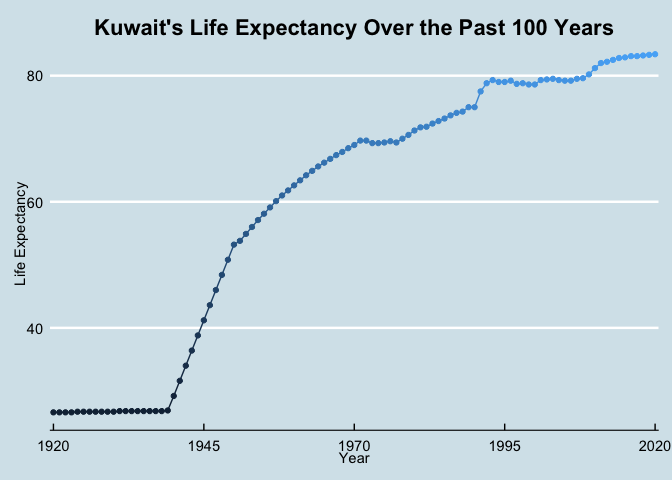 Kuwait's Life Expectancy Over the Past 100 Years
80
60
40
Life Expectancy
1920 1945 1970 1995 2020
Year